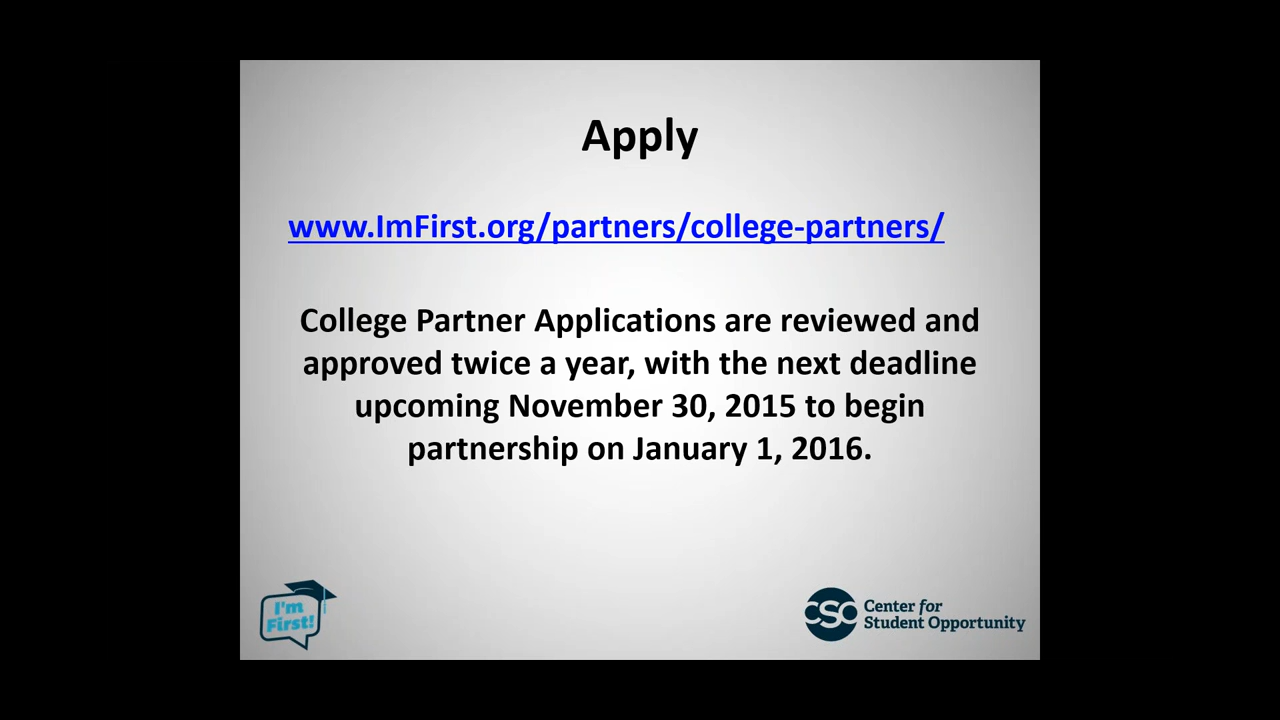 Apply
www.ImFirst.org/partners/college-partners/
College Partner Applications are reviewed and
approved twice a year, with the next deadline
upcoming November 30, 2015 to begin
partnership on January 1, 2016.
I'm
First!
CSO
Center for
Student Opportunity